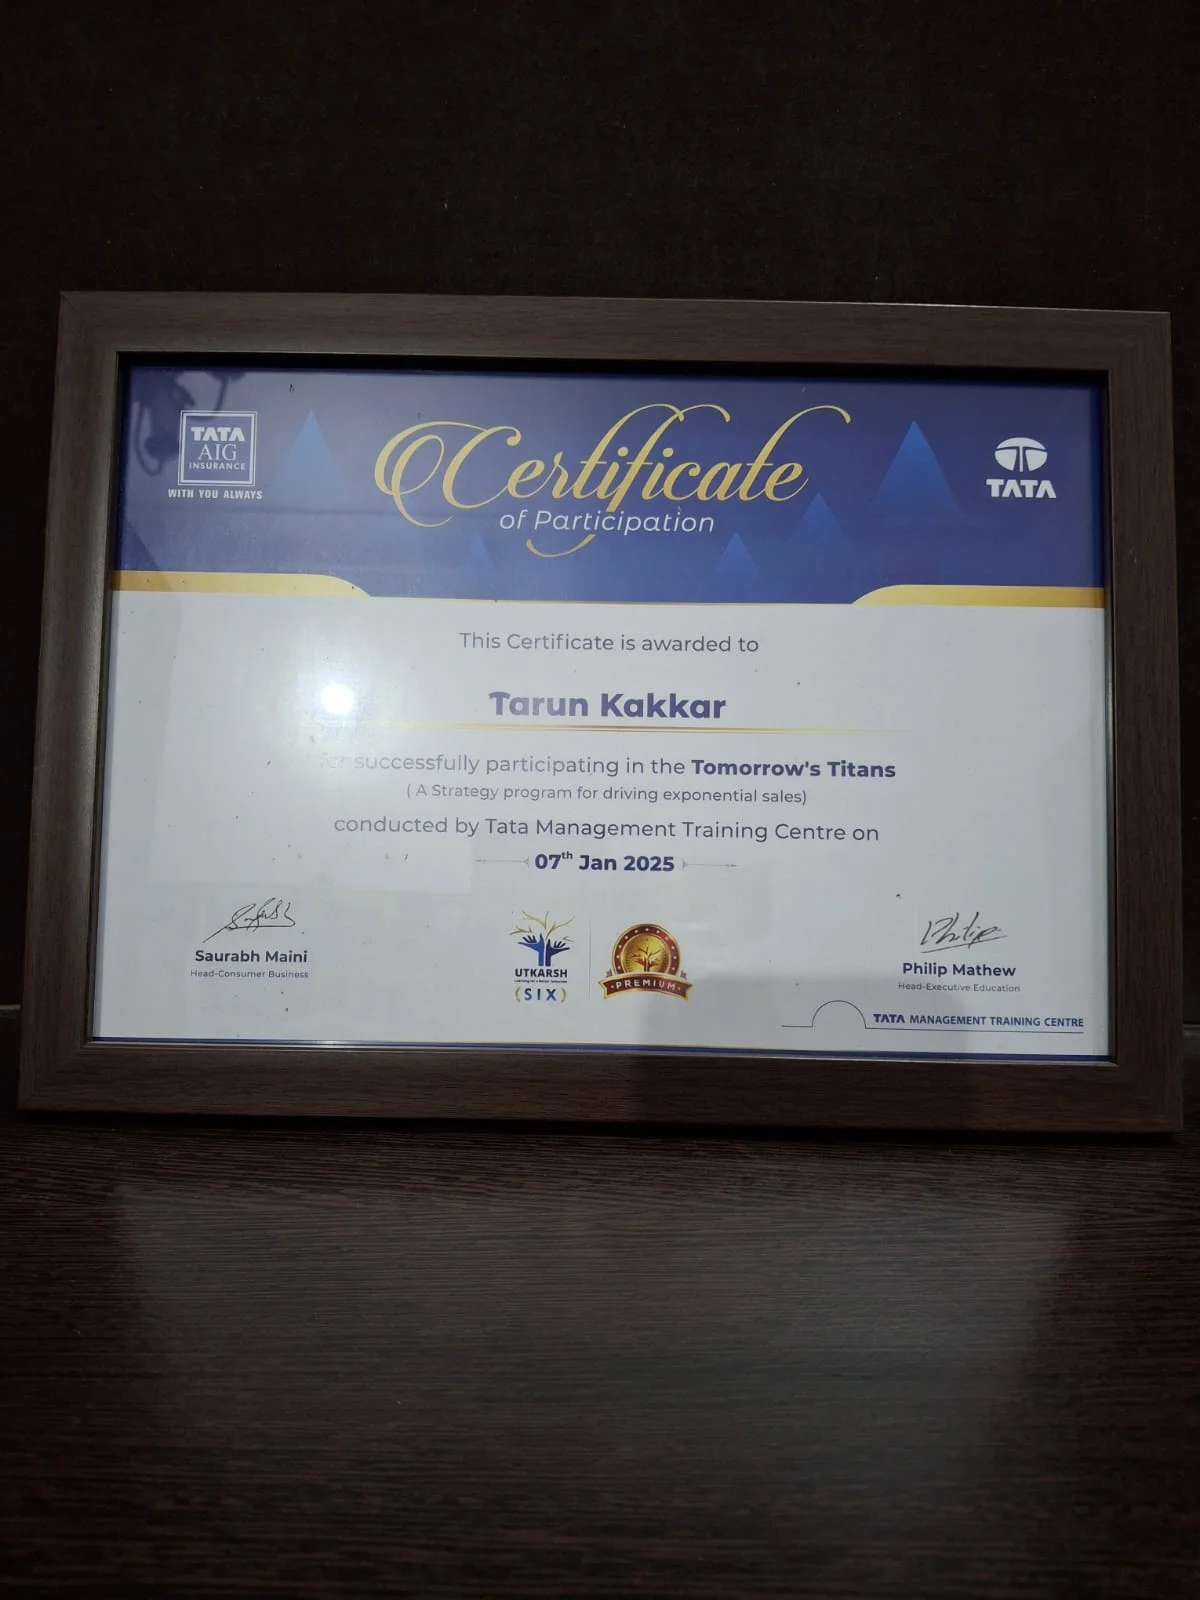 TATA
AIG
INSURANCE
WITH YOU ALWAYS
Certificate
of Participation
TATA
This Certificate is awarded to
Tarun Kakkar
successfully participating in the Tomorrow's Titans
( A Strategy program for driving exponential sales)
conducted by Tata Management Training Centre on
07th Jan 2025
Saurabh Maini
Head-Consumer Business
UTKARSH
(SIX)
PREMIUM
Philip
Philip Mathew
Head-Executive Education
TATA MANAGEMENT TRAINING CENTRE